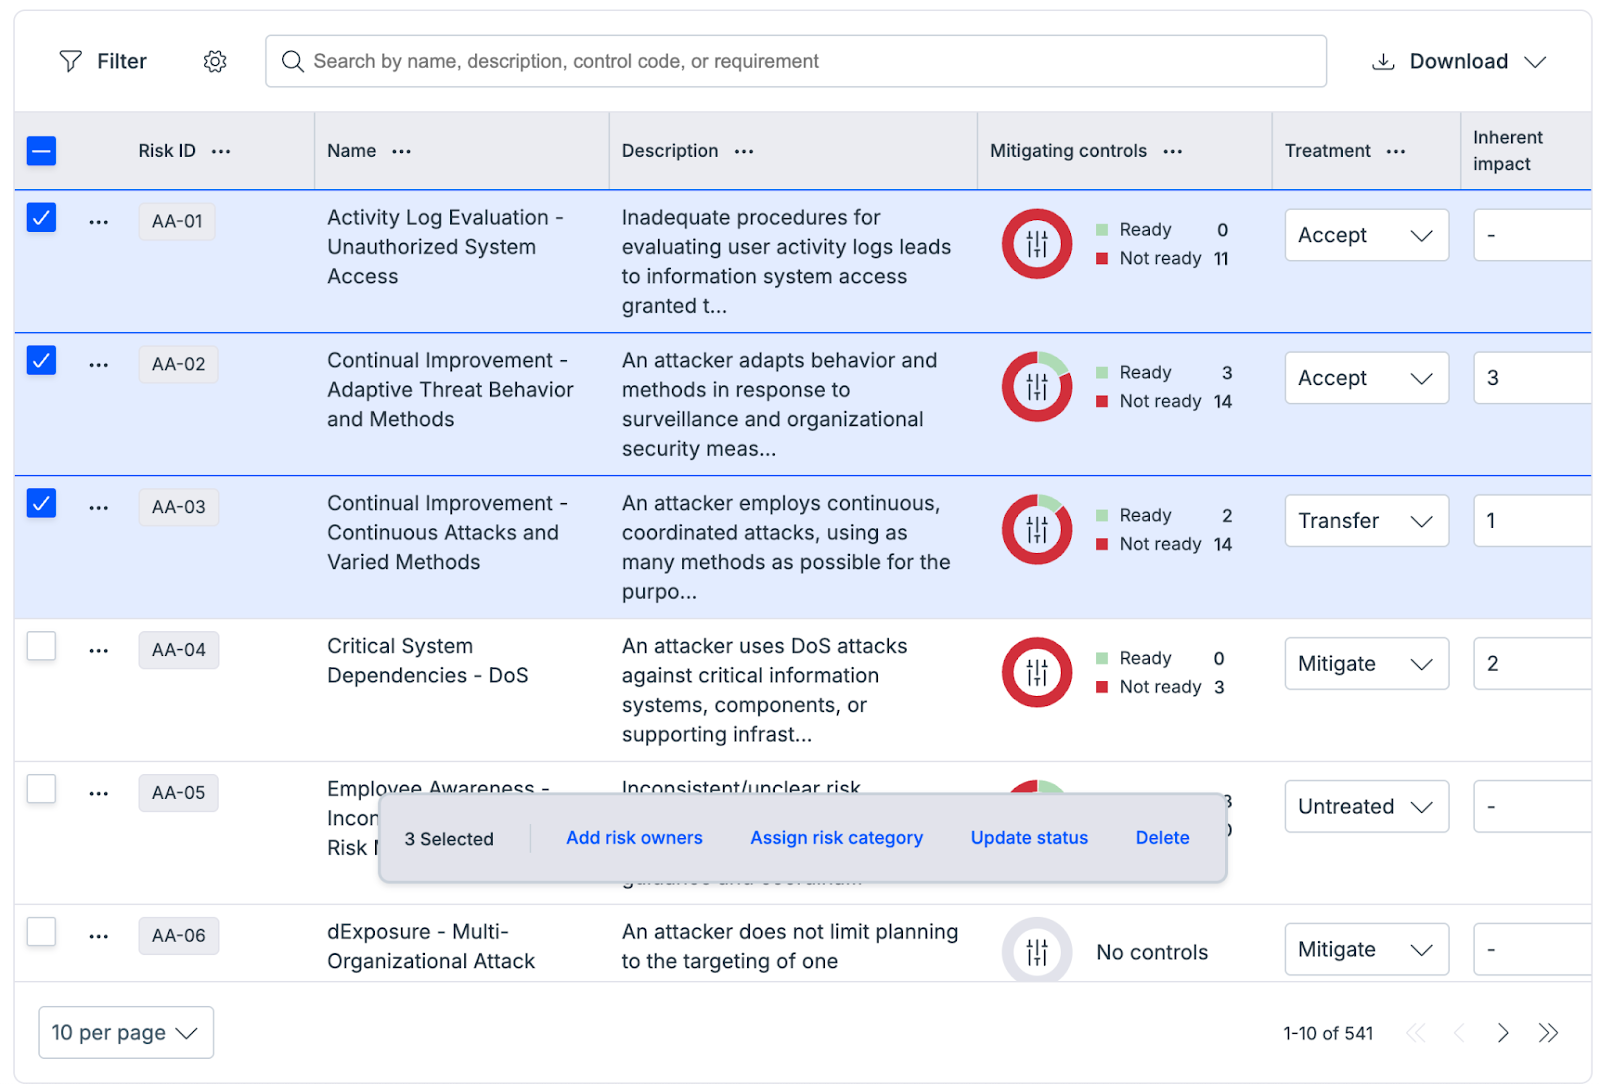 Filter
Search by name, description, control code, or requirement
Download
Risk ID ...
Name ...
Description ...
Mitigating controls ...
Treatment ...
Inherent
impact
...
AA-01
Activity Log Evaluation -
Unauthorized System
Access
Inadequate procedures for
evaluating user activity logs leads
to information system access
granted t...
Ready 0
Not ready 11
Accept
-
...
AA-02
Continual Improvement -
Adaptive Threat Behavior
and Methods
An attacker adapts behavior and
methods in response to
surveillance and organizational
security meas...
Ready 3
Not ready 14
Accept
3
...
AA-03
Continual Improvement -
Continuous Attacks and
Varied Methods
An attacker employs continuous,
coordinated attacks, using as
many methods as possible for the
purpo...
Ready 2
Not ready 14
Transfer
1
...
AA-04
Critical System
Dependencies - DoS
An attacker uses DoS attacks
against critical information
systems, components, or
supporting infrast...
Ready 0
Not ready 3
Mitigate
2
...
AA-05
Employee Awareness -
Incon
Risk
Inconsistent/unclear risk
Untreated
-
3 Selected
Add risk owners
Assign risk category
Update status
Delete
...
AA-06
dExposure - Multi-
Organizational Attack
An attacker does not limit planning
to the targeting of one
No controls
Mitigate
-
10 per page
1-10 of 541